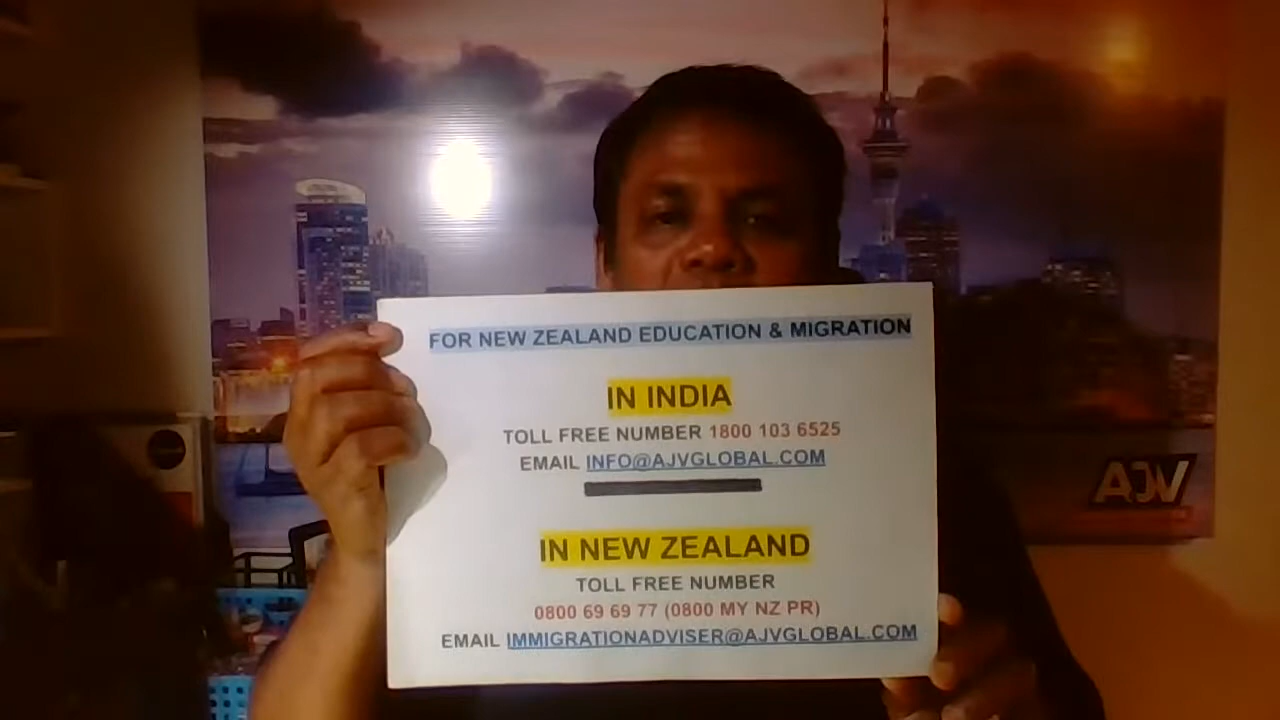 FOR NEW ZEALAND EDUCATION & MIGRATION
IN INDIA
TOLL FREE NUMBER 1800 103 6525
EMAIL INFO@AJVGLOBAL.COM
IN NEW ZEALAND
TOLL FREE NUMBER
0800 69 69 77 (0800 MY NZ PR)
EMAIL IMMIGRATIONADVISER@AJVGLOBAL.COM
AJV